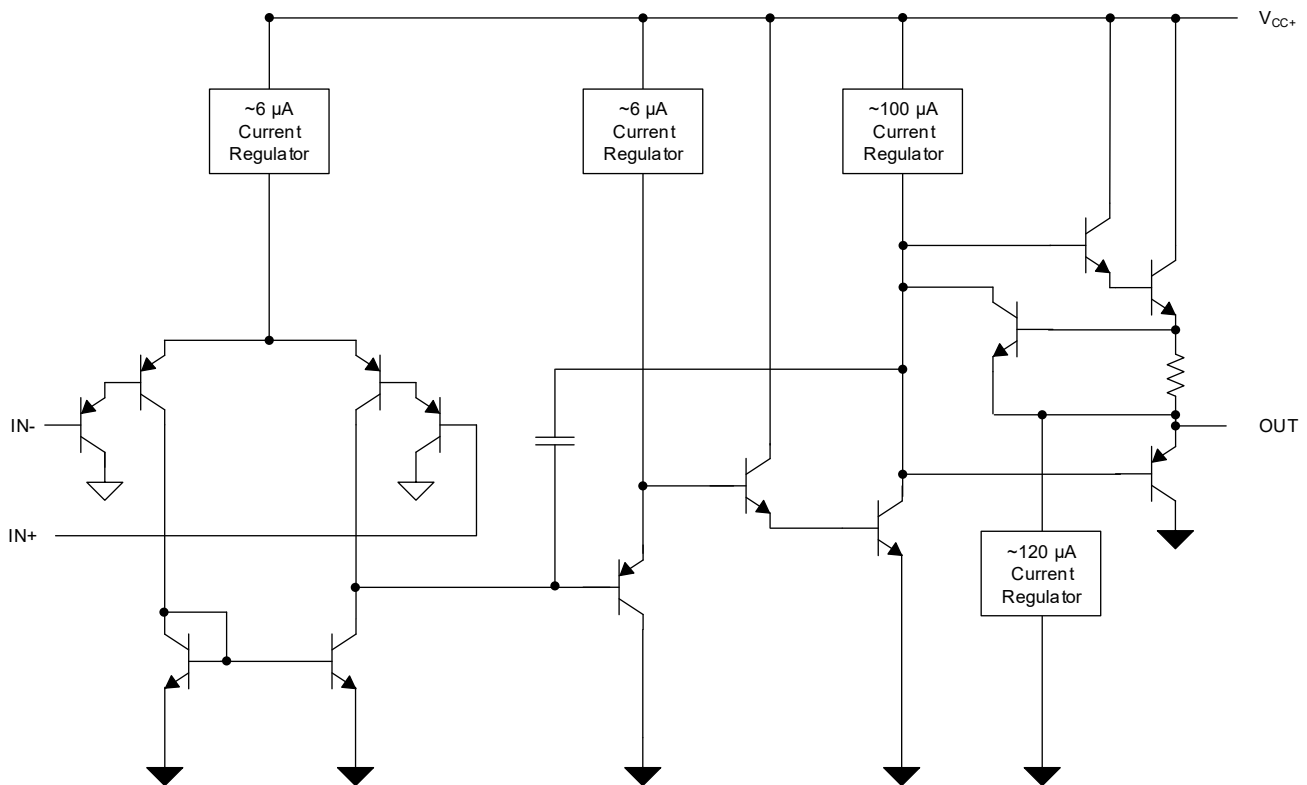 V_CC+
~6 µA
Current
Regulator
~6 µA
Current
Regulator
~100 µA
Current
Regulator
IN-
OUT
IN+
~120 µA
Current
Regulator